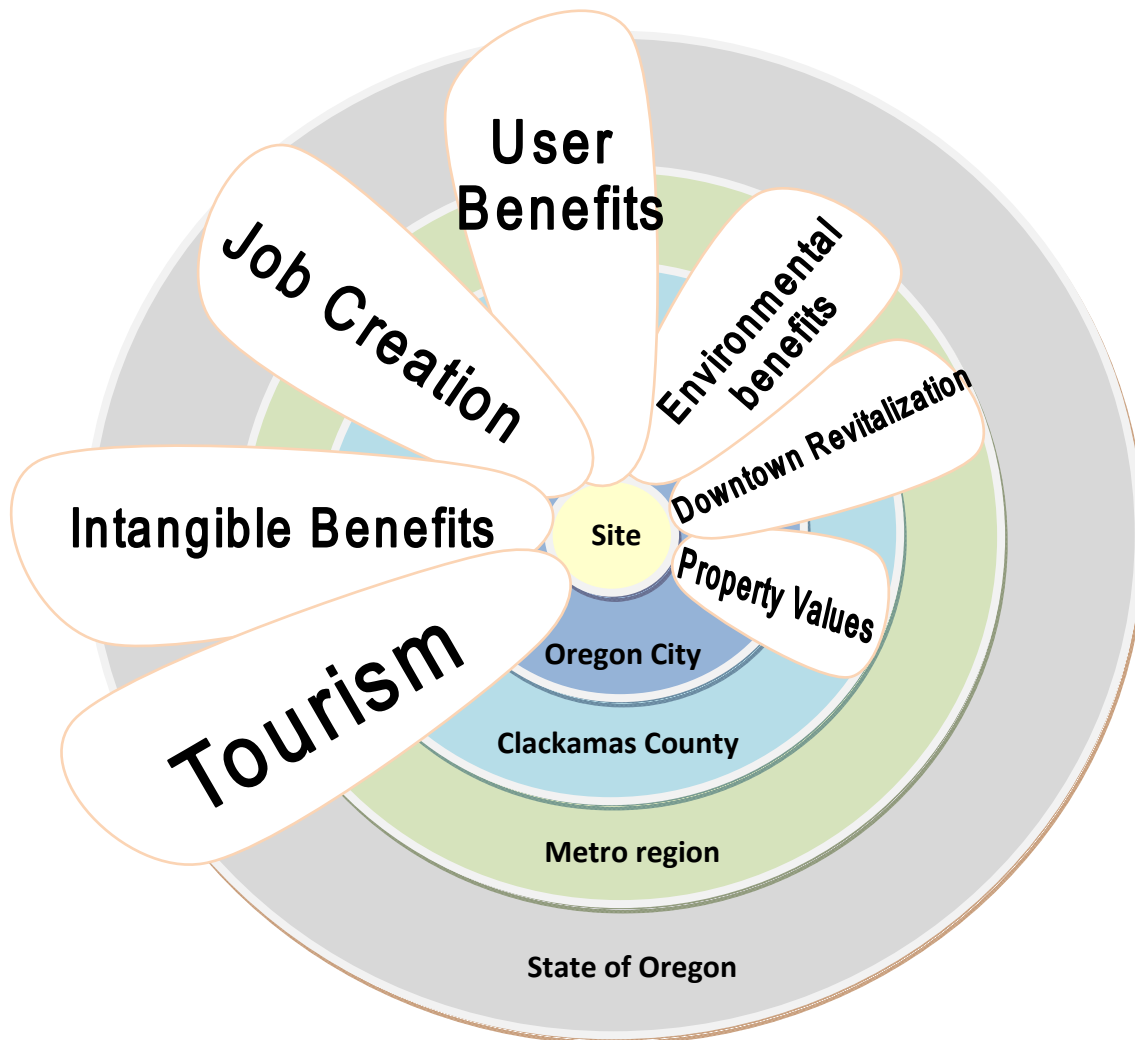 User
Benefits
Job Creation
Environmental
benefits
Downtown Revitalization
Intangible Benefits
Site
Property Values
Tourism
Oregon City
Clackamas County
Metro region
State of Oregon